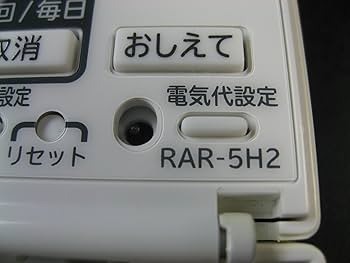 回/毎日
取消
おしえて
設定
電気代設定
リセット
RAR-5H2